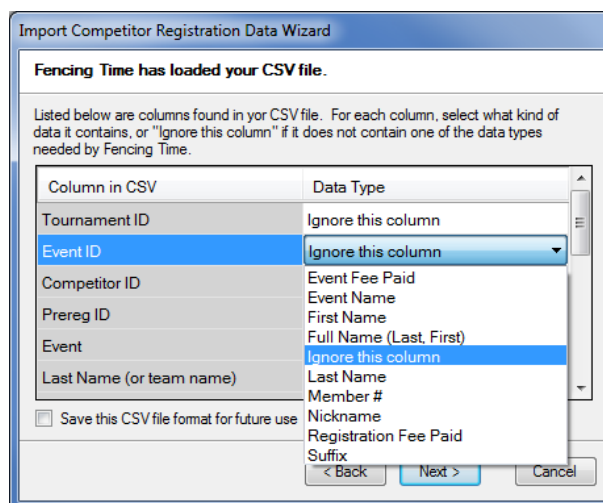 Import Competitor Registration Data Wizard
Fencing Time has loaded your CSV file.
Listed below are columns found in yor CSV file.  For each column, select what kind of
data it contains, or "Ignore this column" if it does not contain one of the data types
needed by Fencing Time.
Column in CSV Data Type
Tournament ID Ignore this column
Event ID Ignore this column
Competitor ID
Prereg ID
Event
Last Name (or team name)
Event Fee Paid
Event Name
First Name
Full Name (Last, First)
Ignore this column
Last Name
Member #
Nickname
Registration Fee Paid
Suffix
Save this CSV file format for future use
< Back Next > Cancel